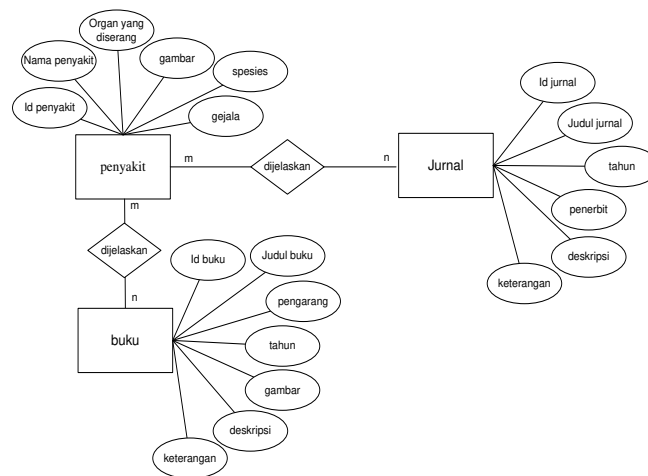 Organ yang
diserang
Nama penyakit
gambar
spesies
Id penyakit
gejala
penyakit
m
dijelaskan
n
Jurnal
Id jurnal
Judul jurnal
tahun
penerbit
deskripsi
keterangan
m
dijelaskan
n
buku
Id buku
Judul buku
pengarang
tahun
gambar
deskripsi
keterangan